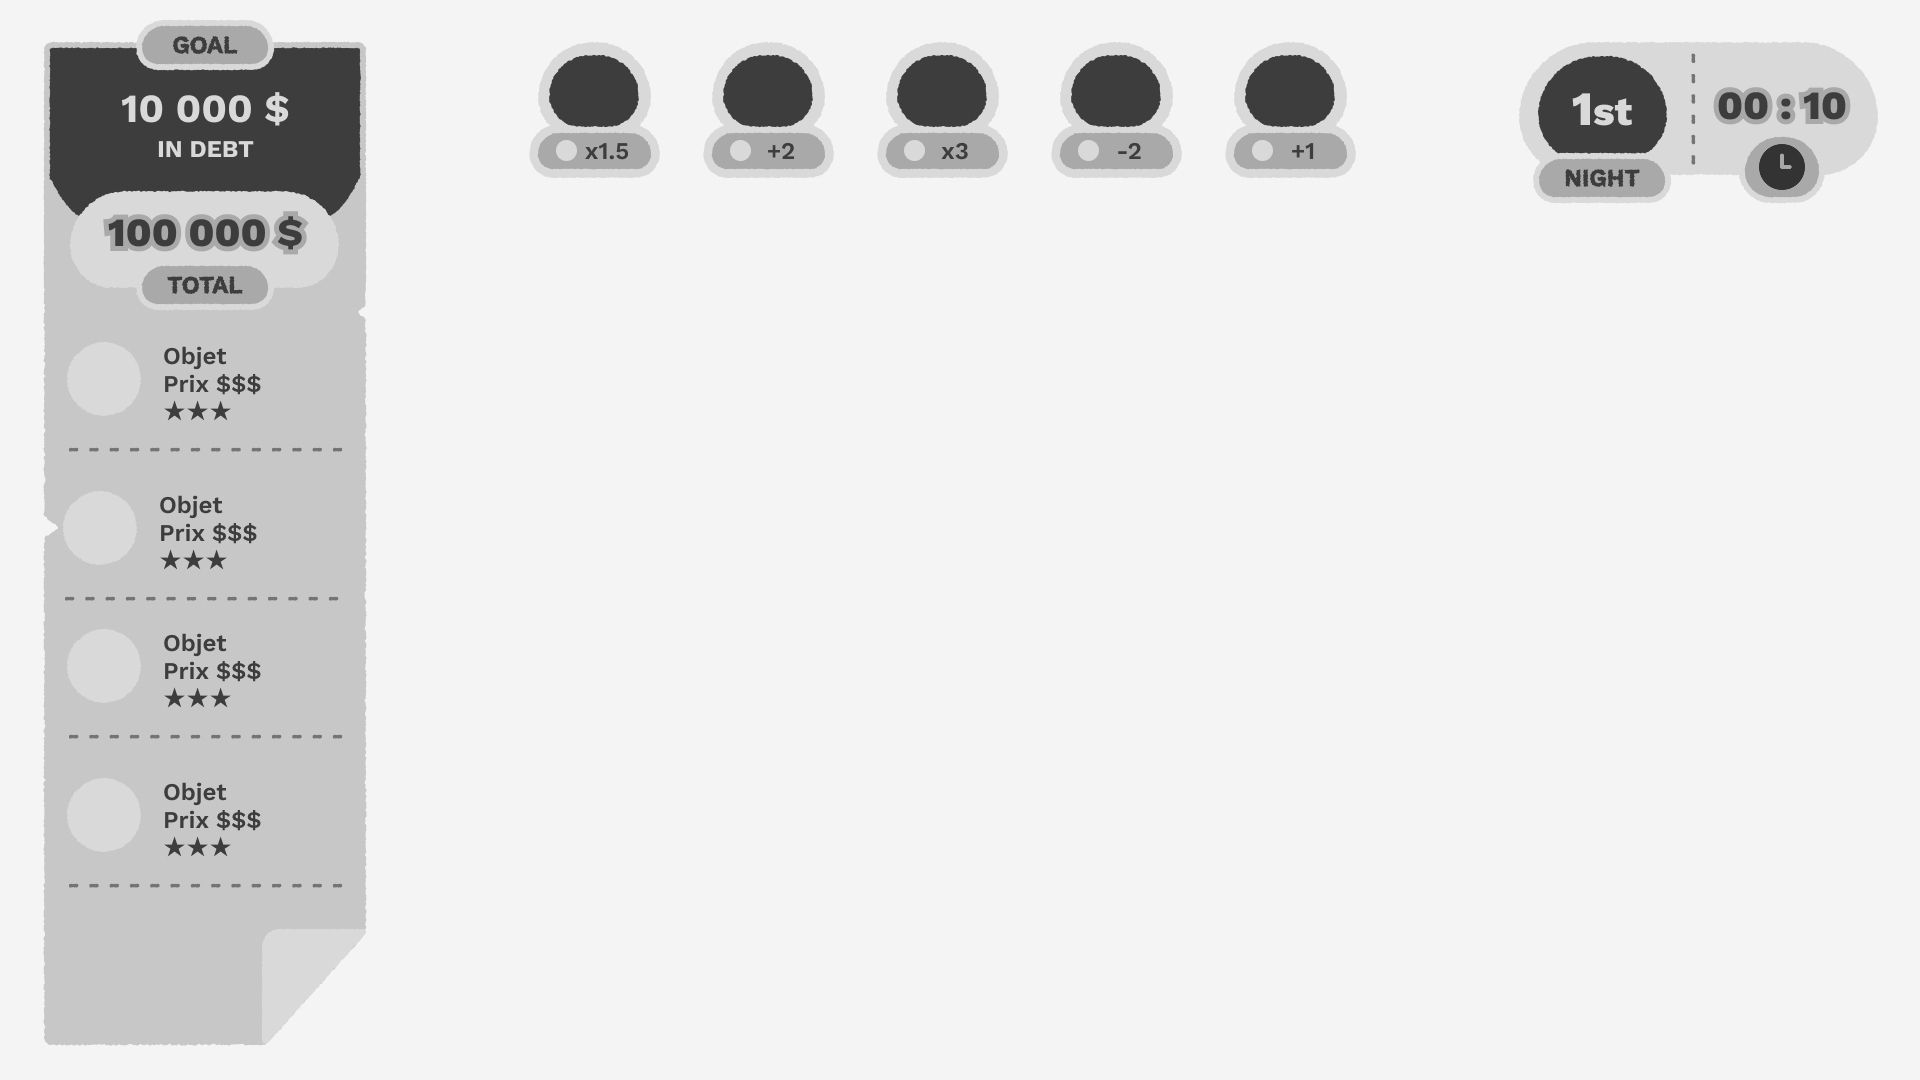 GOAL
10 000 $
IN DEBT
100 000 $
TOTAL
Objet
Prix $$$
★★★
Objet
Prix $$$
★★★
Objet
Prix $$$
★★★
Objet
Prix $$$
★★★
x1.5
+2
x3
-2
+1
1st
NIGHT
00:10